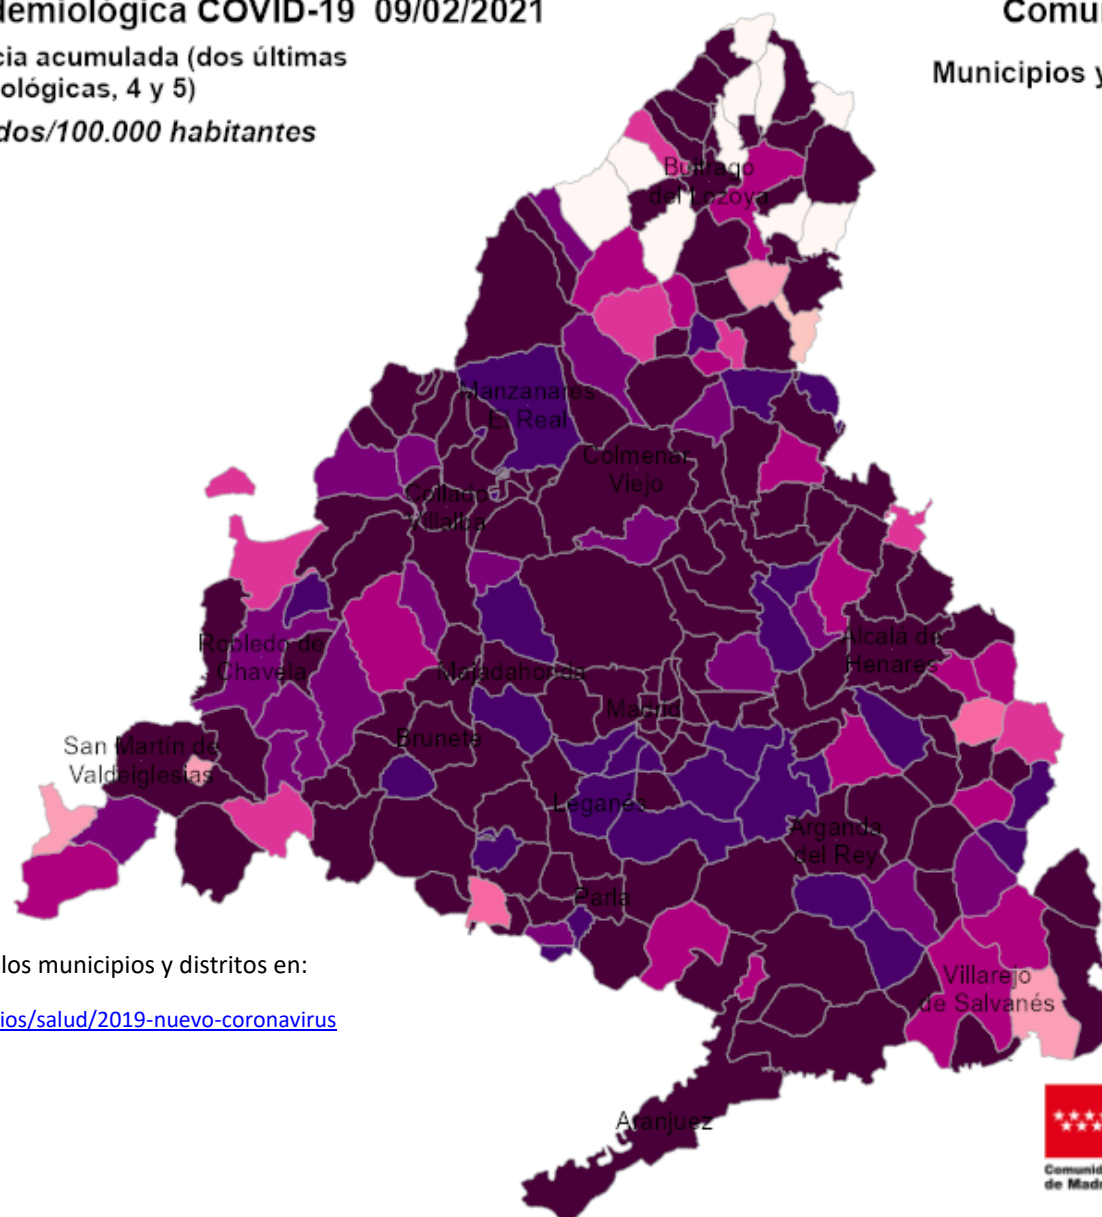 demiológica COVID-19 09/02/2021
Comu
cia acumulada (dos últimas
ológicas, 4 y 5)
Municipios y
dos/100.000 habitantes
Buitrago
del Lozoya
Manzanares
El Real
Colmenar
Viejo
Collado
Villalba
Robledo de
Chavela
Alcalá de
Henares
Majadahonda
Madrid
Brunete
San Martín de
Valdeiglesias
Leganés
Arganda
del Rey
Parla
los municipios y distritos en:
Villarejo
de Salvanés
ios/salud/2019-nuevo-coronavirus
Aranjuez
Comunid
de Madr